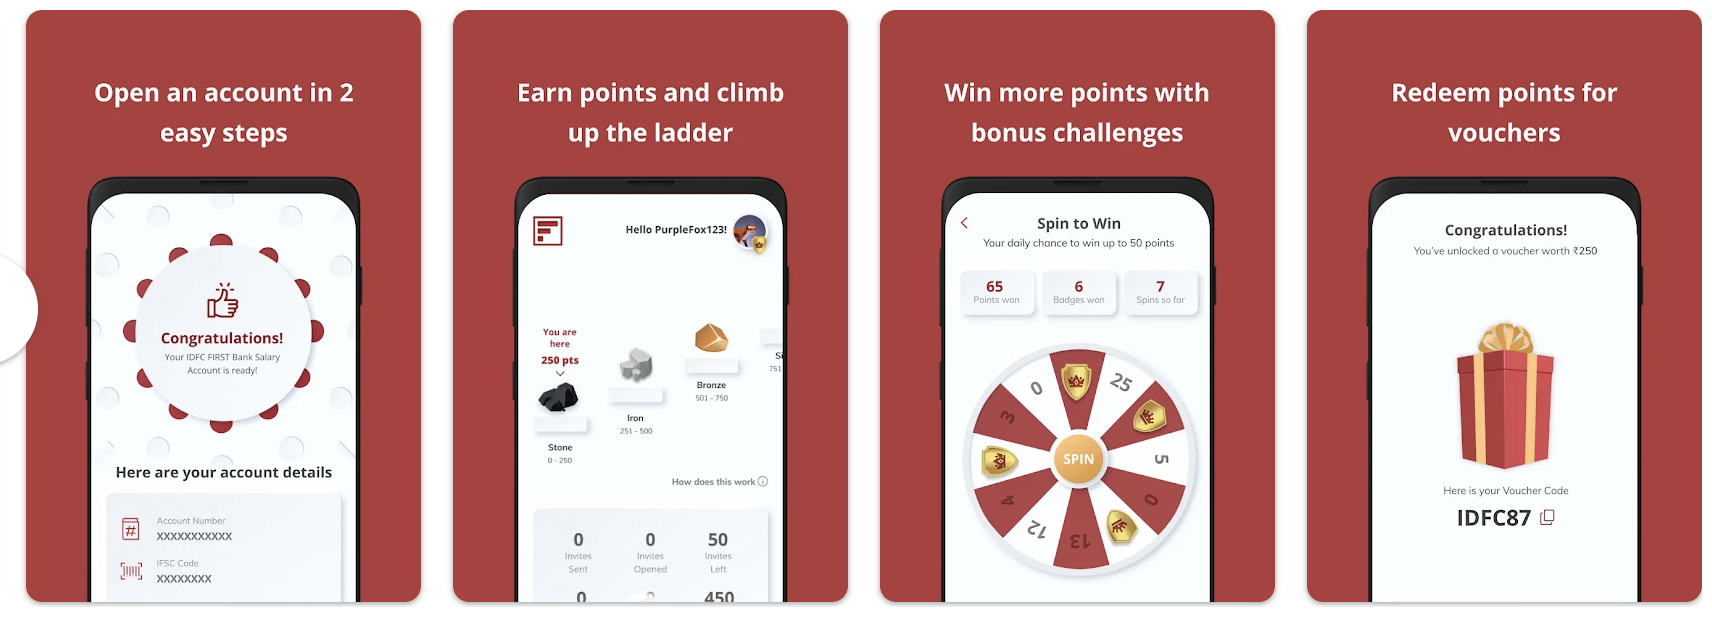 Open an account in 2
easy steps
Congratulations!
Your IDFC FIRST Bank Salary
Account is ready!
Here are your account details
Account Number
XXXXXXXXXXX
IFSC Code
XXXXXXXX
Earn points and climb
up the ladder
Hello PurpleFox123!
You are
here
250 pts
Stone
0 - 250
Iron
251 - 500
Bronze
501 - 750
Si
751
How does this work
0
Invites
Sent
0
Invites
Opened
50
Invites
Left
0
450
Win more points with
bonus challenges
Spin to Win
Your daily chance to win up to 50 points
65
Points won
6
Badges won
7
Spins so far
0
25
5
0
13
12
4
3
SPIN
Redeem points for
vouchers
Congratulations!
You've unlocked a voucher worth ₹250
Here is your Voucher Code
IDFC87